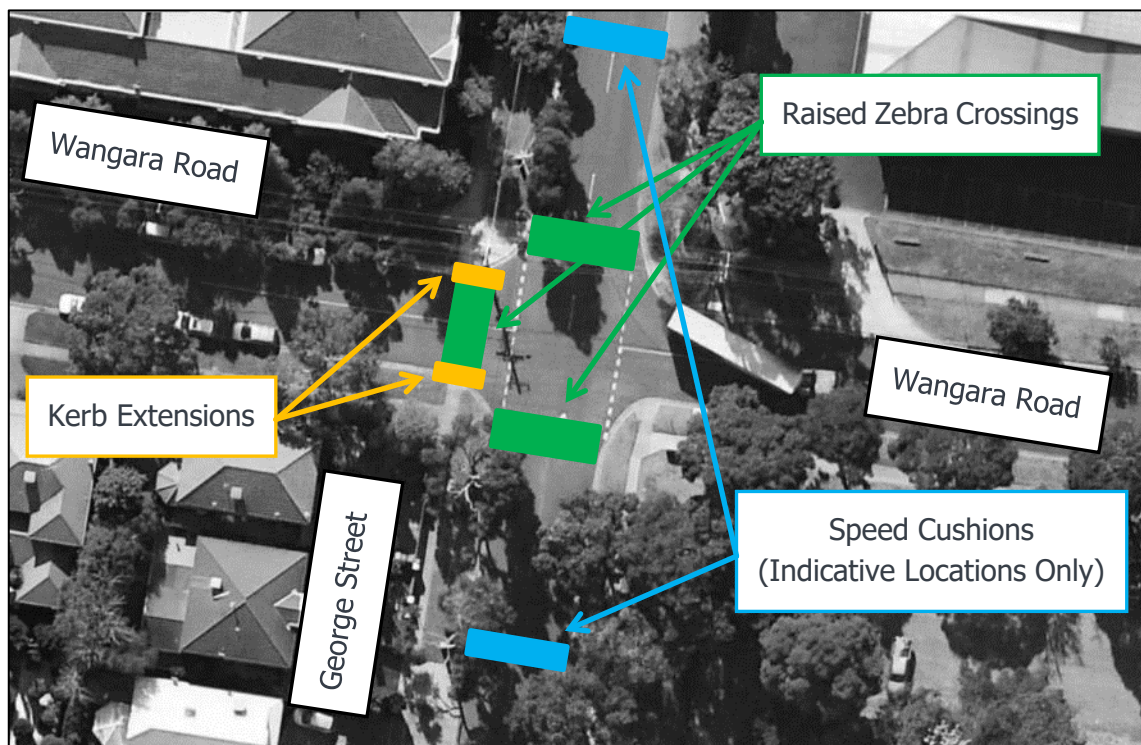 Raised Zebra Crossings
Wangara Road
Kerb Extensions
Wangara Road
George Street
Speed Cushions
(Indicative Locations Only)